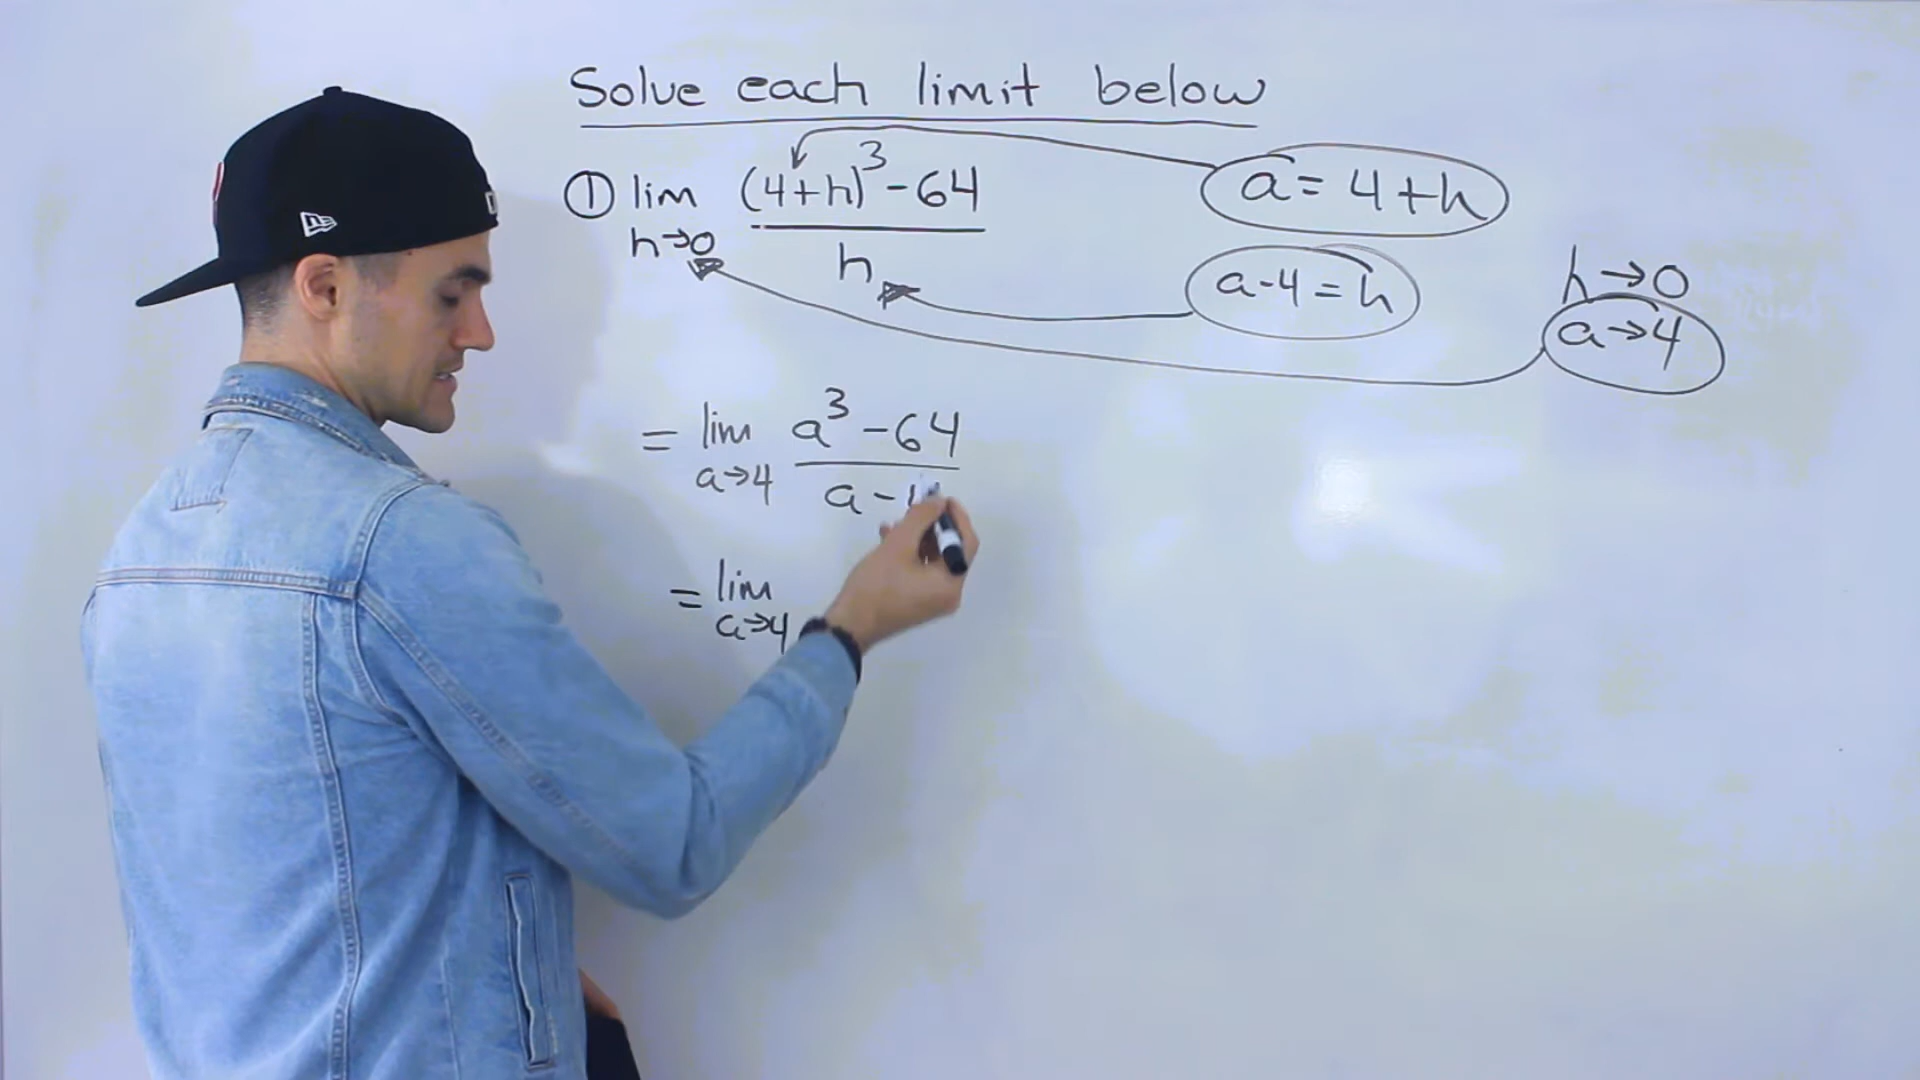 Solve each limit below
① lim (4+h)³-64
h→0 h
a = 4+h
a-4 = h
h→0
a→4
= lim a³-64
a→4 a-
= lim
a→4